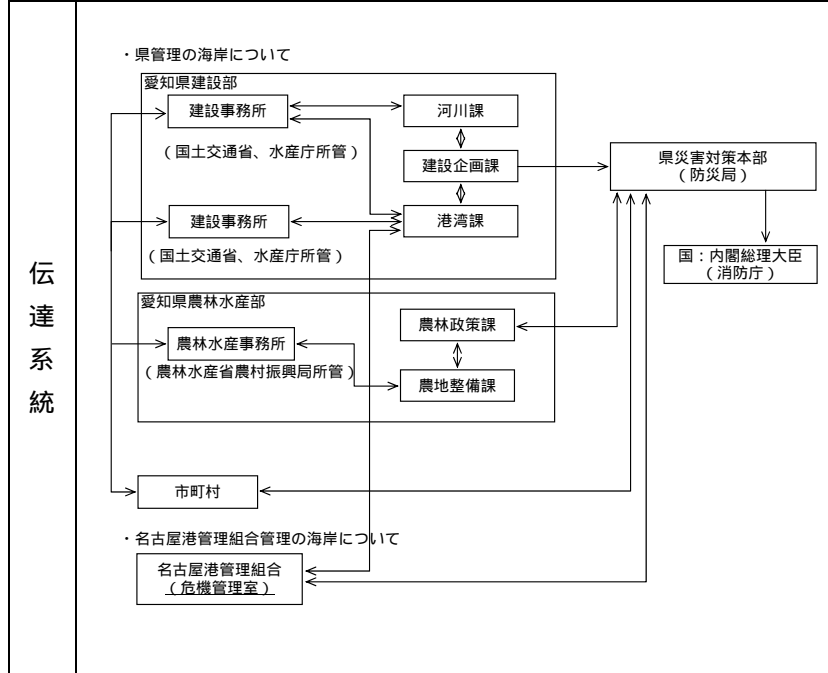 伝達系統
・県管理の海岸について
愛知県建設部
建設事務所
河川課
（国土交通省、水産庁所管）
建設企画課
県災害対策本部
（防災局）
建設事務所
港湾課
（国土交通省、水産庁所管）
国：内閣総理大臣
（消防庁）
愛知県農林水産部
農林政策課
農林水産事務所
（農林水産省農村振興局所管）
農地整備課
市町村
・名古屋港管理組合管理の海岸について
名古屋港管理組合
（危機管理室）